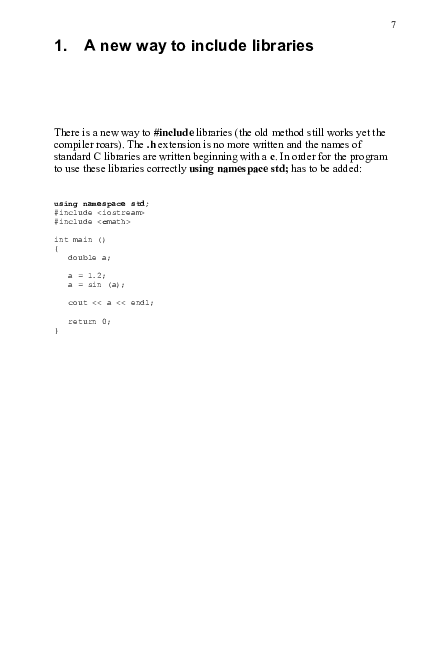 7
1. A new way to include libraries
There is a new way to #include libraries (the old method still works yet the
compiler roars). The .h extension is no more written and the names of
standard C libraries are written beginning with a c. In order for the program
to use these libraries correctly using namespace std; has to be added:
using namespace std;
#include <iostream>
#include <cmath>
int main ()
{
double a;
a = 1.2;
a = sin (a);
cout << a << endl;
return 0;
}